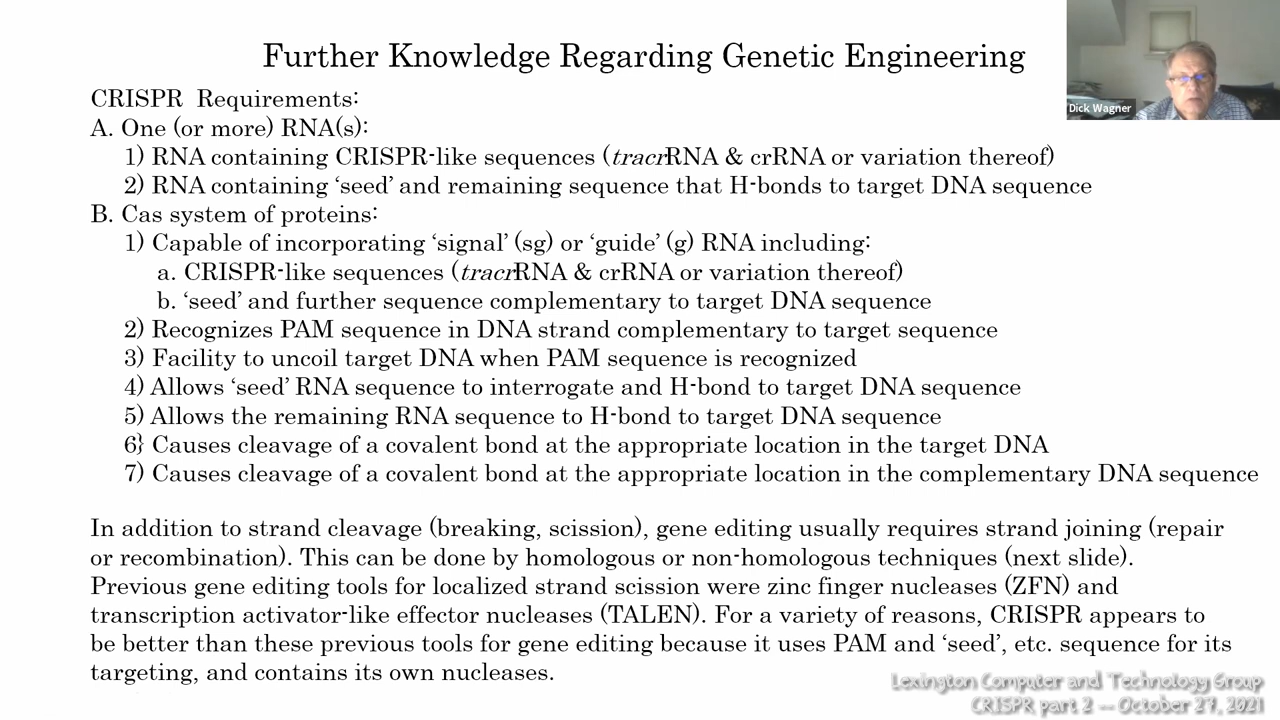 Further Knowledge Regarding Genetic Engineering
Dick Wagner
CRISPR Requirements:
A. One (or more) RNA(s):
1) RNA containing CRISPR-like sequences (tracrRNA & crRNA or variation thereof)
2) RNA containing ‘seed’ and remaining sequence that H-bonds to target DNA sequence
B. Cas system of proteins:
1) Capable of incorporating ‘signal’ (sg) or ‘guide’ (g) RNA including:
a. CRISPR-like sequences (tracrRNA & crRNA or variation thereof)
b. ‘seed’ and further sequence complementary to target DNA sequence
2) Recognizes PAM sequence in DNA strand complementary to target sequence
3) Facility to uncoil target DNA when PAM sequence is recognized
4) Allows ‘seed’ RNA sequence to interrogate and H-bond to target DNA sequence
5) Allows the remaining RNA sequence to H-bond to target DNA sequence
6} Causes cleavage of a covalent bond at the appropriate location in the target DNA
7) Causes cleavage of a covalent bond at the appropriate location in the complementary DNA sequence
In addition to strand cleavage (breaking, scission), gene editing usually requires strand joining (repair
or recombination). This can be done by homologous or non-homologous techniques (next slide).
Previous gene editing tools for localized strand scission were zinc finger nucleases (ZFN) and
transcription activator-like effector nucleases (TALEN). For a variety of reasons, CRISPR appears to
be better than these previous tools for gene editing because it uses PAM and ‘seed’, etc. sequence for its
targeting, and contains its own nucleases.
Lexington Computer and Technology Group
CRISPR part 2 -- October 27, 2021